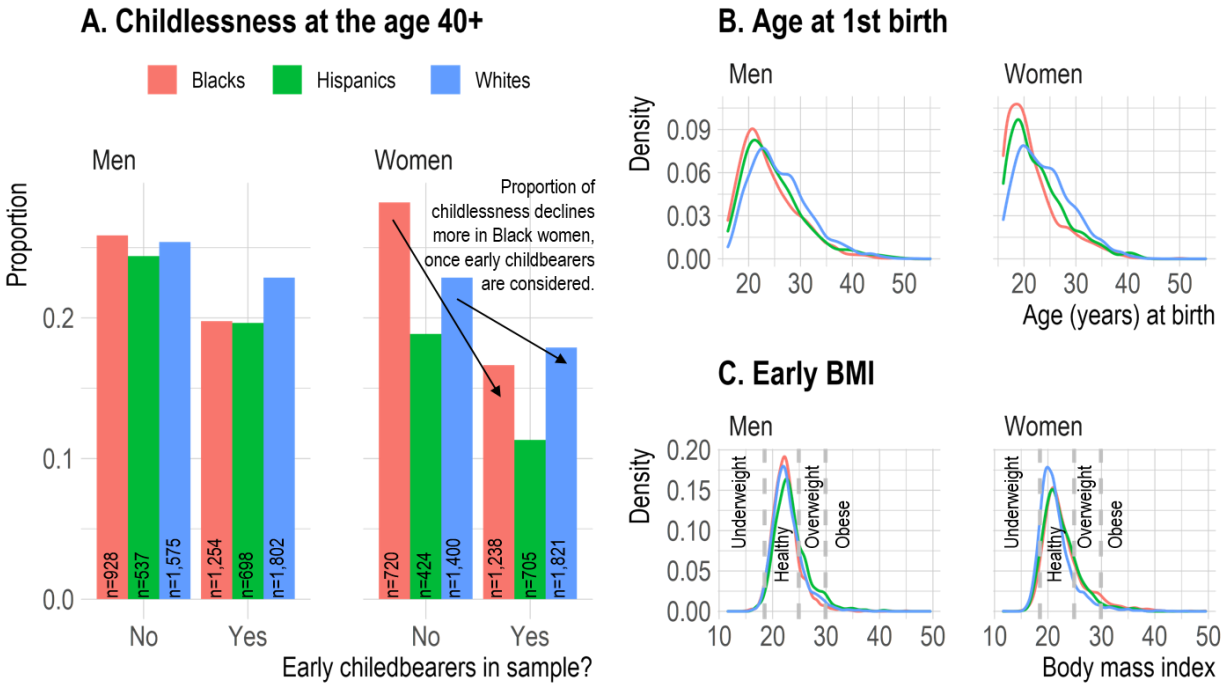 A. Childlessness at the age 40+
Blacks
Hispanics
Whites
Men
Women
Proportion of
childlessness declines
more in Black women,
once early childbearers
are considered.
Proportion
0.2
0.1
0.0
n=928
n=537
n=1,575
n=1,254
n=698
n=1,802
n=720
n=424
n=1,400
n=1,238
n=705
n=1,821
No
Yes
No
Yes
Early chiledbearers in sample?
B. Age at 1st birth
Men
Women
Density
0.09
0.06
0.03
0.00
20
30
40
50
20
30
40
50
Age (years) at birth
C. Early BMI
Men
Women
Density
0.20
0.15
0.10
0.05
0.00
Underweight
Healthy
Overweight
Obese
Underweight
Healthy
Overweight
Obese
10
20
30
40
50
10
20
30
40
50
Body mass index